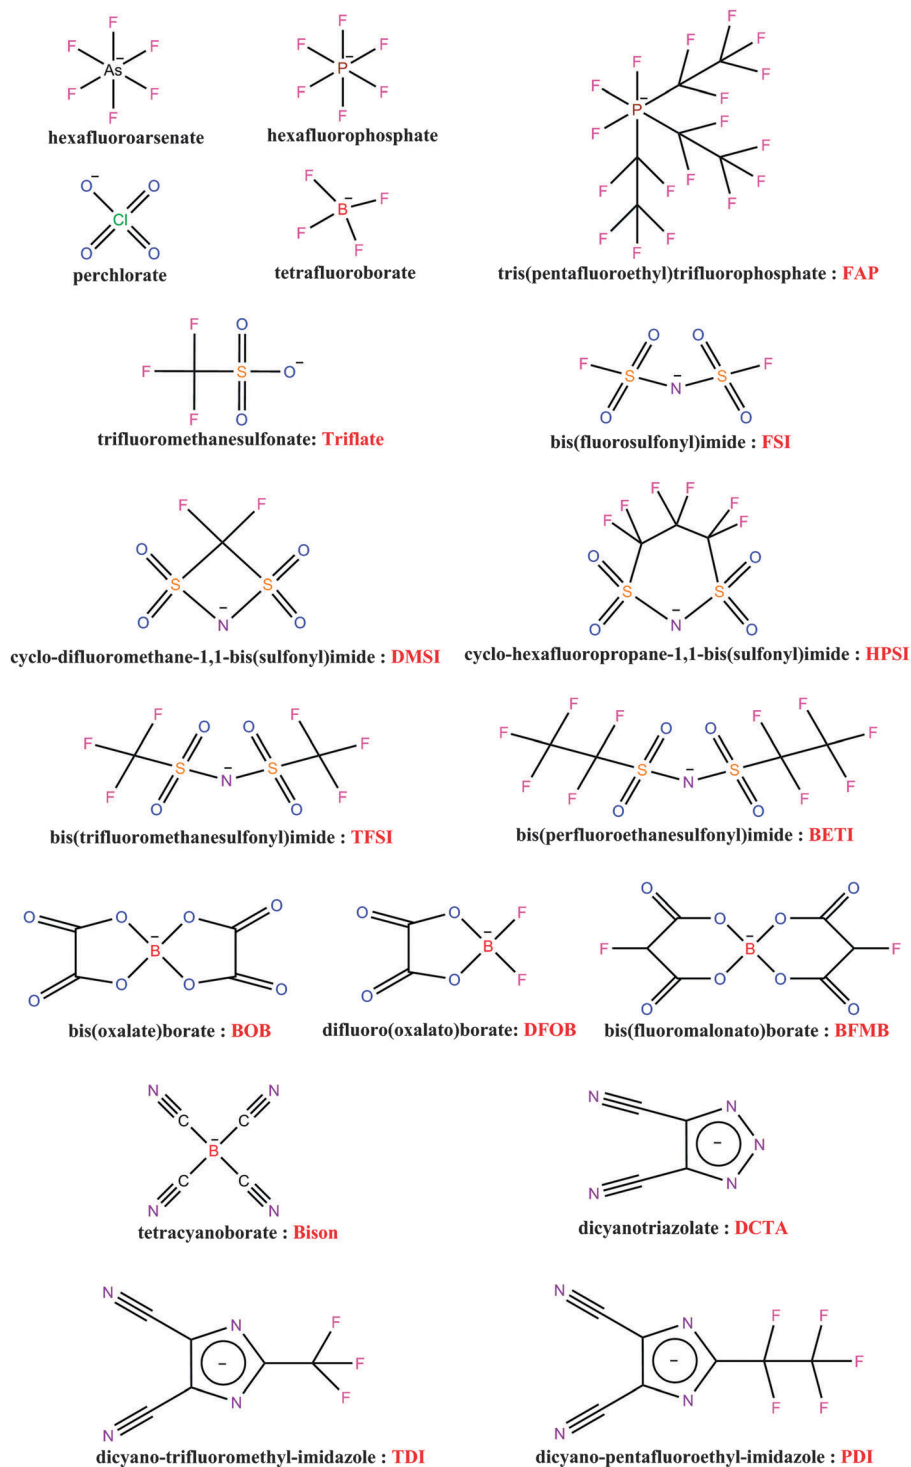 F F F F F F As −
hexafluoroarsenate
F F F F F F P −
hexafluorophosphate
O − O Cl O O
perchlorate
F F B − F F
tetrafluoroborate
F F F F F F F F P − F F F F F F F F F F
tris(pentafluoroethyl)trifluorophosphate : FAP
F O F S O − F O
trifluoromethanesulfonate: Triflate
O O F S N − S F O O
bis(fluorosulfonyl)imide : FSI
F F O O S S O N − O
cyclo-difluoromethane-1,1-bis(sulfonyl)imide : DMSI
F F F F F F O O S S O N − O
cyclo-hexafluoropropane-1,1-bis(sulfonyl)imide : HPSI
F O O F F S N − S F F O O F
bis(trifluoromethanesulfonyl)imide : TFSI
F F F O O F F F F S N − S F F O O F F
bis(perfluoroethanesulfonyl)imide : BETI
O O O O B − O O O O
bis(oxalate)borate : BOB
O O F B − O O F
difluoro(oxalato)borate: DFOB
O O O O F B − F O O O O
bis(fluoromalonato)borate : BFMB
N N C C B − C C N N
tetracyanoborate : Bison
N N − N N N
dicyanotriazolate : DCTA
N N F − F N N F
dicyano-trifluoromethyl-imidazole : TDI
N N F F − F N N F F
dicyano-pentafluoroethyl-imidazole : PDI